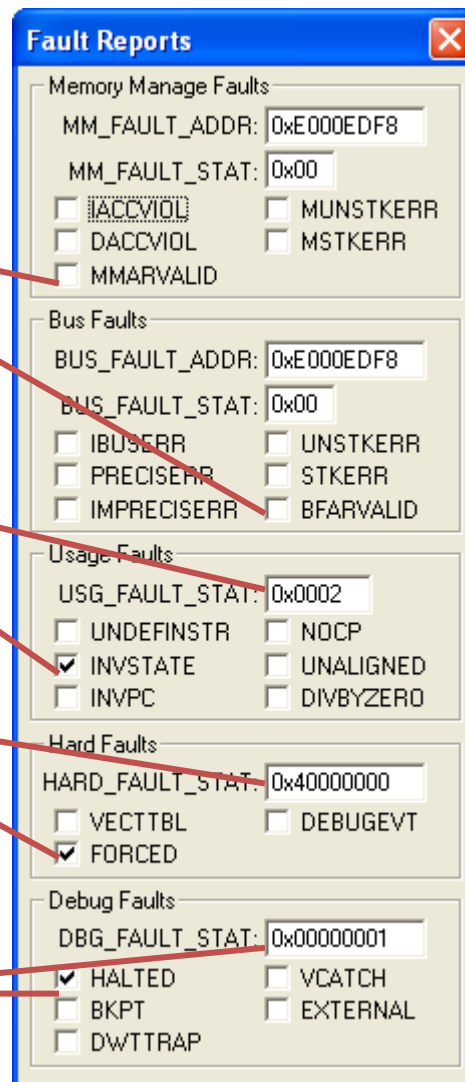 Fault Reports
Memory Manage Faults
MM_FAULT_ADDR: 0xE000EDF8
MM_FAULT_STAT: 0x00
IACCVIOL MUNSTKERR
DACCVIOL MSTKERR
MMARVALID
Bus Faults
BUS_FAULT_ADDR: 0xE000EDF8
BUS_FAULT_STAT: 0x00
IBUSERR UNSTKERR
PRECISERR STKERR
IMPRECISERR BFARVALID
Usage Faults
USG_FAULT_STAT: 0x0002
UNDEFINSTR NOCP
INVSTATE UNALIGNED
INVPC DIVBYZERO
Hard Faults
HARD_FAULT_STAT: 0x40000000
VECTTBL DEBUGEVT
FORCED
Debug Faults
DBG_FAULT_STAT: 0x00000001
HALTED VCATCH
BKPT EXTERNAL
DWTTRAP